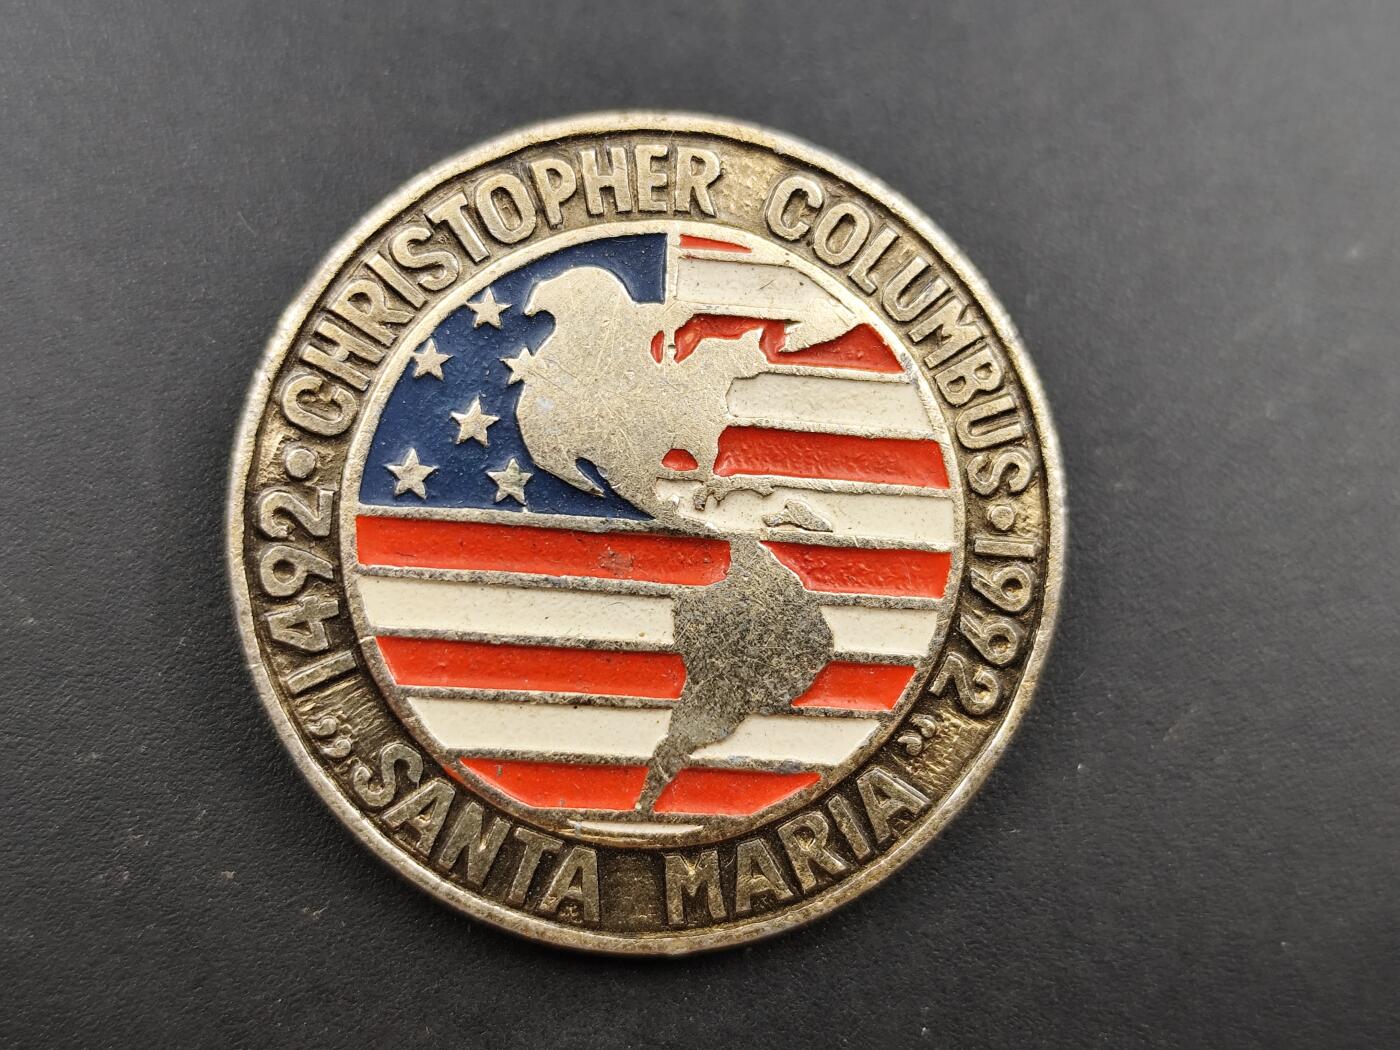 1492 • CHRISTOPHER COLUMBUS • 1992
„SANTA MARIA“